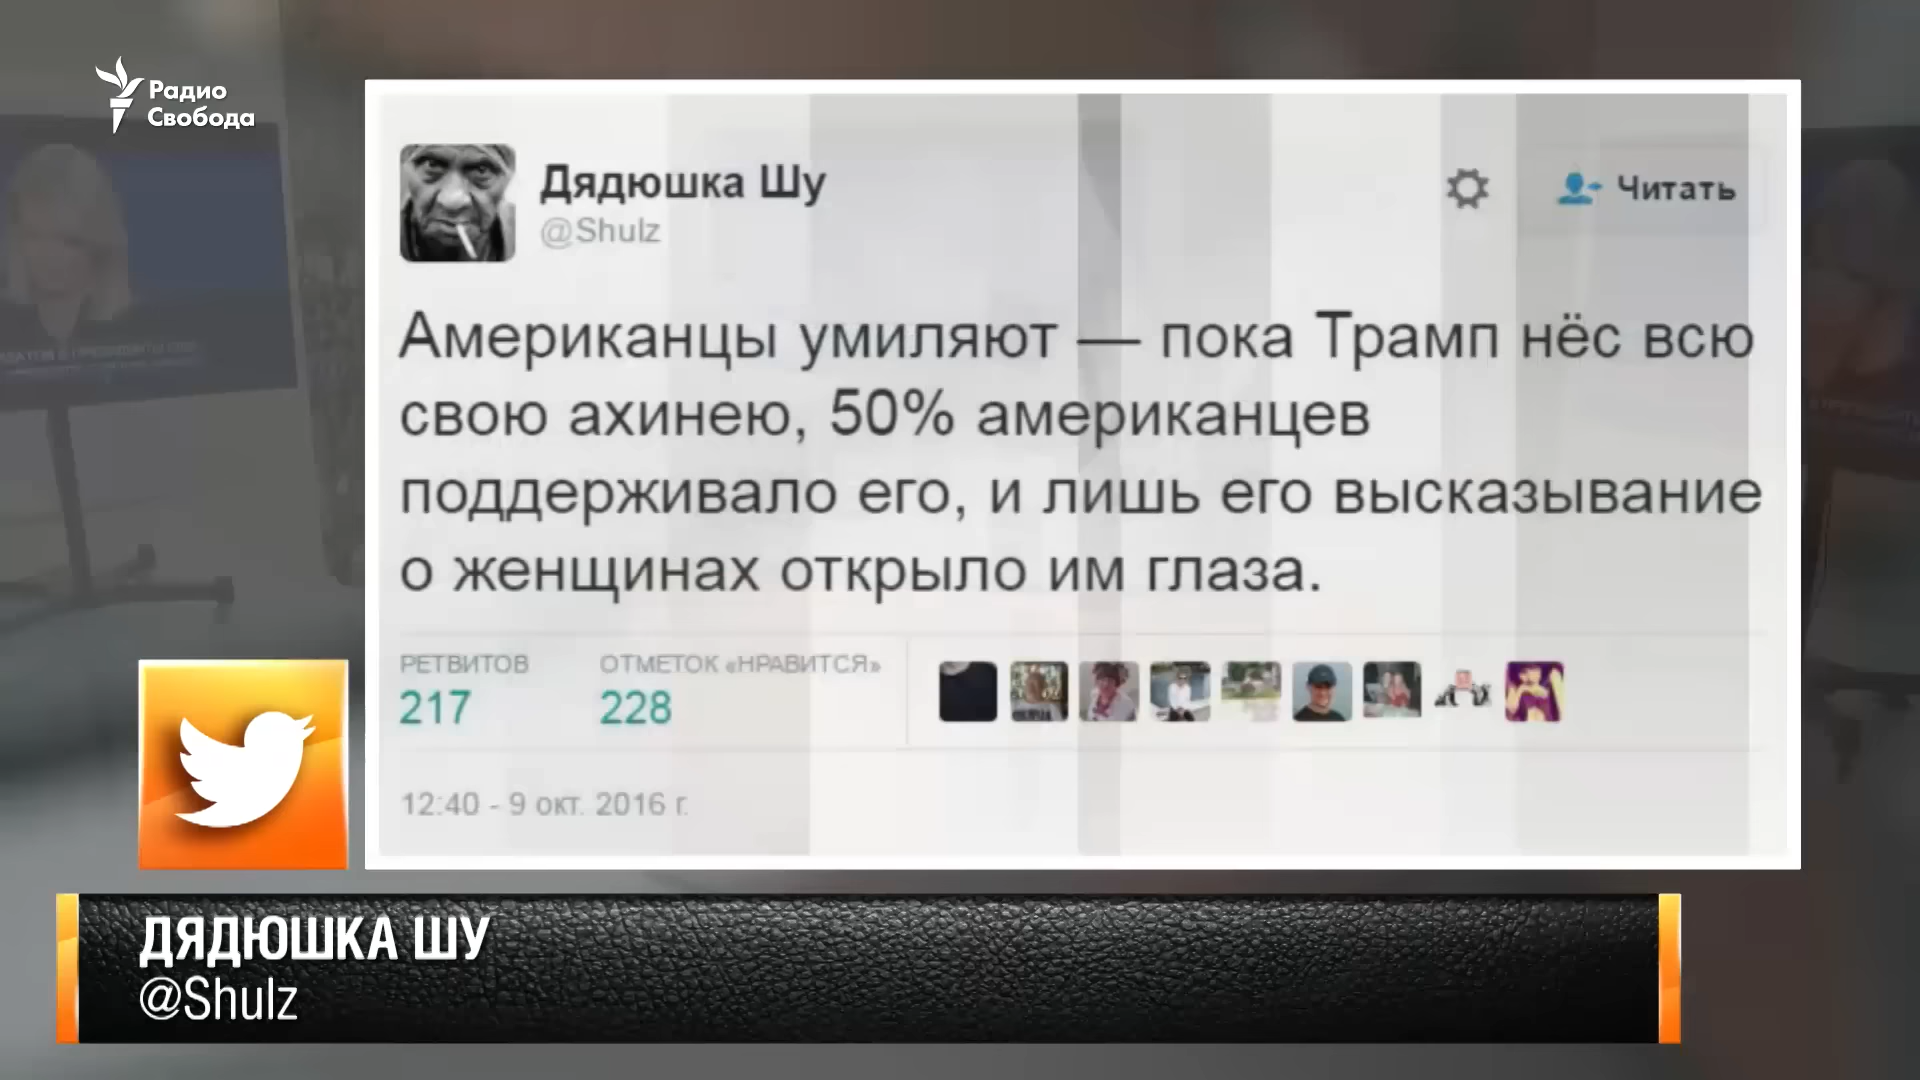 Радио
Свобода
Дядюшка Шу
@Shulz
Читать
Американцы умиляют — пока Трамп нёс всю
свою ахинею, 50% американцев
поддерживало его, и лишь его высказывание
о женщинах открыло им глаза.
РЕТВИТОВ
217
ОТМЕТОК «НРАВИТСЯ»
228
12:40 - 9 окт. 2016 г.
ДЯДЮШКА ШУ
@Shulz